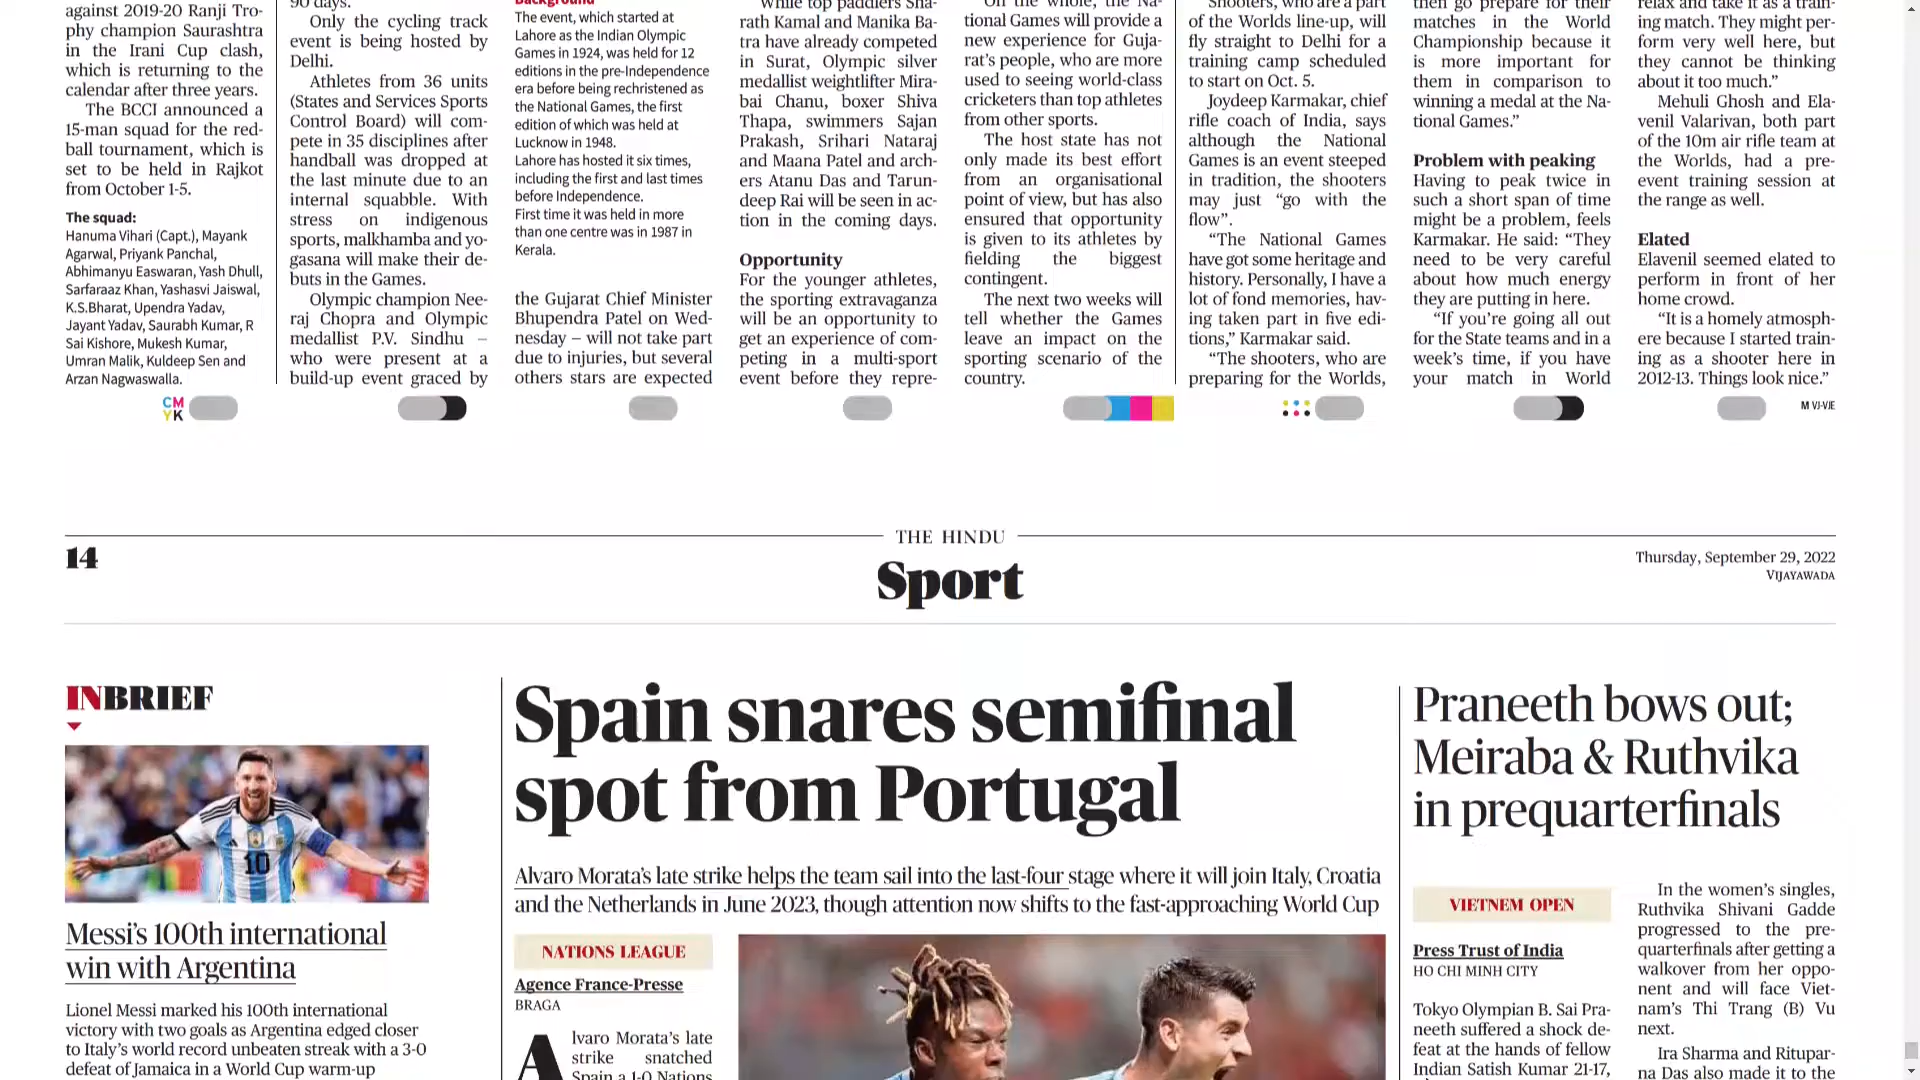 against 2019-20 Ranji Tro-
phy champion Saurashtra
in the Irani Cup clash,
which is returning to the
calendar after three years.
The BCCI announced a
15-man squad for the red-
ball tournament, which is
set to be held in Rajkot
from October 1-5.
The squad:
Hanuma Vihari (Capt.), Mayank
Agarwal, Priyank Panchal,
Abhimanyu Easwaran, Yash Dhull,
Sarfaraaz Khan, Yashasvi Jaiswal,
K.S.Bharat, Upendra Yadav,
Jayant Yadav, Saurabh Kumar, R
Sai Kishore, Mukesh Kumar,
Umran Malik, Kuldeep Sen and
Arzan Nagwaswalla.
90 days.
Only the cycling track
event is being hosted by
Delhi.
Athletes from 36 units
(States and Services Sports
Control Board) will com-
pete in 35 disciplines after
handball was dropped at
the last minute due to an
internal squabble. With
stress on indigenous
sports, malkhamba and yo-
gasana will make their de-
buts in the Games.
Olympic champion Nee-
raj Chopra and Olympic
medallist P.V. Sindhu –
who were present at a
build-up event graced by
Background
The event, which started at
Lahore as the Indian Olympic
Games in 1924, was held for 12
editions in the pre-Independence
era before being rechristened as
the National Games, the first
edition of which was held at
Lucknow in 1948.
Lahore has hosted it six times,
including the first and last times
before Independence.
First time it was held in more
than one centre was in 1987 in
Kerala.
the Gujarat Chief Minister
Bhupendra Patel on Wed-
nesday – will not take part
due to injuries, but several
others stars are expected
While top paddlers Sha-
rath Kamal and Manika Ba-
tra have already competed
in Surat, Olympic silver
medallist weightlifter Mira-
bai Chanu, boxer Shiva
Thapa, swimmers Sajan
Prakash, Srihari Nataraj
and Maana Patel and arch-
ers Atanu Das and Tarun-
deep Rai will be seen in ac-
tion in the coming days.
Opportunity
For the younger athletes,
the sporting extravaganza
will be an opportunity to
get an experience of com-
peting in a multi-sport
event before they repre-
On the whole, the Na-
tional Games will provide a
new experience for Guja-
rat's people, who are more
used to seeing world-class
cricketers than top athletes
from other sports.
The host state has not
only made its best effort
from an organisational
point of view, but has also
ensured that opportunity
is given to its athletes by
fielding the biggest
contingent.
The next two weeks will
tell whether the Games
leave an impact on the
sporting scenario of the
country.
Shooters, who are a part
of the Worlds line-up, will
fly straight to Delhi for a
training camp scheduled
to start on Oct. 5.
Joydeep Karmakar, chief
rifle coach of India, says
although the National
Games is an event steeped
in tradition, the shooters
may just “go with the
flow”.
“The National Games
have got some heritage and
history. Personally, I have a
lot of fond memories, hav-
ing taken part in five edi-
tions,” Karmakar said.
“The shooters, who are
preparing for the Worlds,
then go prepare for their
matches in the World
Championship because it
is more important for
them in comparison to
winning a medal at the Na-
tional Games.”
Problem with peaking
Having to peak twice in
such a short span of time
might be a problem, feels
Karmakar. He said: “They
need to be very careful
about how much energy
they are putting in here.
“If you’re going all out
for the State teams and in a
week’s time, if you have
your match in World
relax and take it as a train-
ing match. They might per-
form very well here, but
they cannot be thinking
about it too much.”
Mehuli Ghosh and Ela-
venil Valarivan, both part
of the 10m air rifle team at
the Worlds, had a pre-
event training session at
the range as well.
Elated
Elavenil seemed elated to
perform in front of her
home crowd.
“It is a homely atmosph-
ere because I started train-
ing as a shooter here in
2012-13. Things look nice.”
CM
YK
M VJ-VIE
THE HINDU
14
Sport
Thursday, September 29, 2022
VIJAYAWADA
INBRIEF
10
Messi’s 100th international
win with Argentina
Lionel Messi marked his 100th international
victory with two goals as Argentina edged closer
to Italy’s world record unbeaten streak with a 3-0
defeat of Jamaica in a World Cup warm-up
Spain snares semifinal
spot from Portugal
Alvaro Morata’s late strike helps the team sail into the last-four stage where it will join Italy, Croatia
and the Netherlands in June 2023, though attention now shifts to the fast-approaching World Cup
NATIONS LEAGUE
Agence France-Presse
BRAGA
Alvaro Morata’s late
strike snatched
Spain a 1-0 Nations
Praneeth bows out;
Meiraba & Ruthvika
in prequarterfinals
VIETNEM OPEN
Press Trust of India
HO CHI MINH CITY
Tokyo Olympian B. Sai Pra-
neeth suffered a shock de-
feat at the hands of fellow
Indian Satish Kumar 21-17,
In the women’s singles,
Ruthvika Shivani Gadde
progressed to the pre-
quarterfinals after getting a
walkover from her oppo-
nent and will face Viet-
nam’s Thi Trang (B) Vu
next.
Ira Sharma and Ritupar-
na Das also made it to the